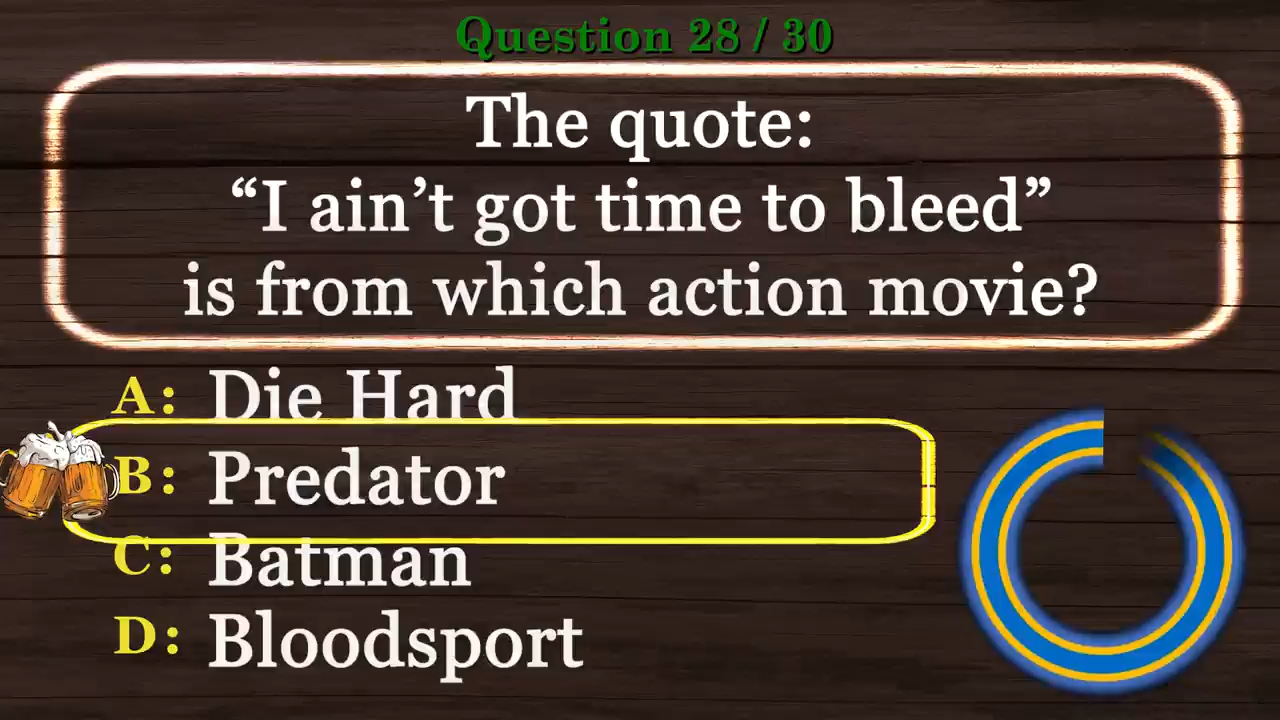 Question 28 / 30
The quote:
“I ain’t got time to bleed”
is from which action movie?
A: Die Hard
B: Predator
C: Batman
D: Bloodsport